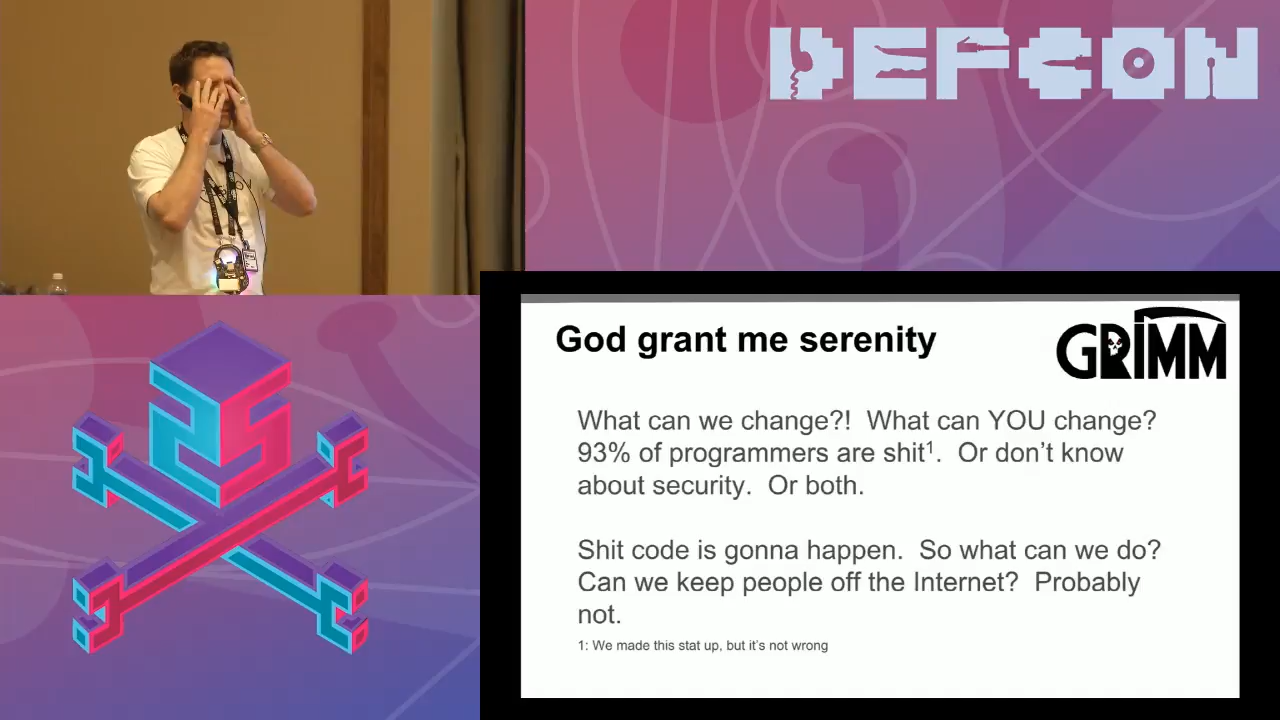 DEFCON
God grant me serenity
GRIMM
What can we change?!  What can YOU change?
93% of programmers are shit¹.  Or don't know
about security.  Or both.
Shit code is gonna happen.  So what can we do?
Can we keep people off the Internet?  Probably
not.
1: We made this stat up, but it's not wrong